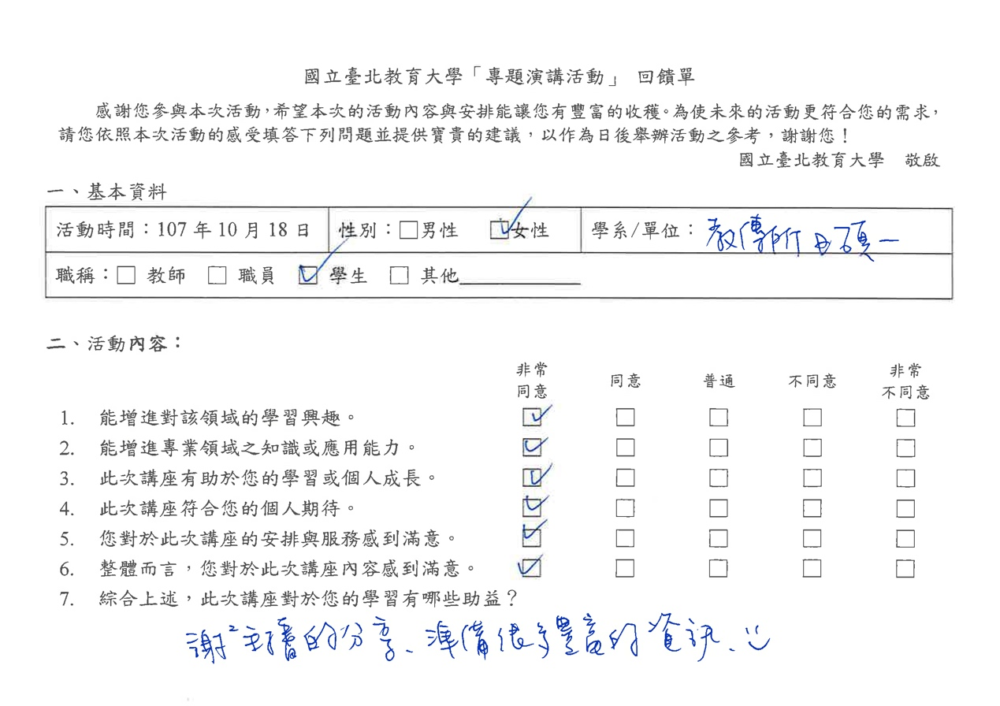 國立臺北教育大學「專題演講活動」 回饋單
感謝您參與本次活動,希望本次的活動內容與安排能讓您有豐富的收穫。為使未來的活動更符合您的需求,
請您依照本次活動的感受填答下列問題並提供寶貴的建議,以作為日後舉辦活動之參考,謝謝您!
國立臺北教育大學 敬啟
一、基本資料
活動時間:107 年 10 月 18 日 性別:□男性 ☑女性 學系/單位:教傳所 碩一
職稱:□ 教師 □ 職員 ☑ 學生 □ 其他
二、活動內容:
非常同意 同意 普通 不同意 非常不同意
1. 能增進對該領域的學習興趣。 ☑ □ □ □ □
2. 能增進專業領域之知識或應用能力。 ☑ □ □ □ □
3. 此次講座有助於您的學習或個人成長。 ☑ □ □ □ □
4. 此次講座符合您的個人期待。 ☑ □ □ □ □
5. 您對於此次講座的安排與服務感到滿意。 ☑ □ □ □ □
6. 整體而言,您對於此次講座內容感到滿意。 ☑ □ □ □ □
7. 綜合上述,此次講座對於您的學習有哪些助益?
謝² 的分享、準備很多豐富的資訊、